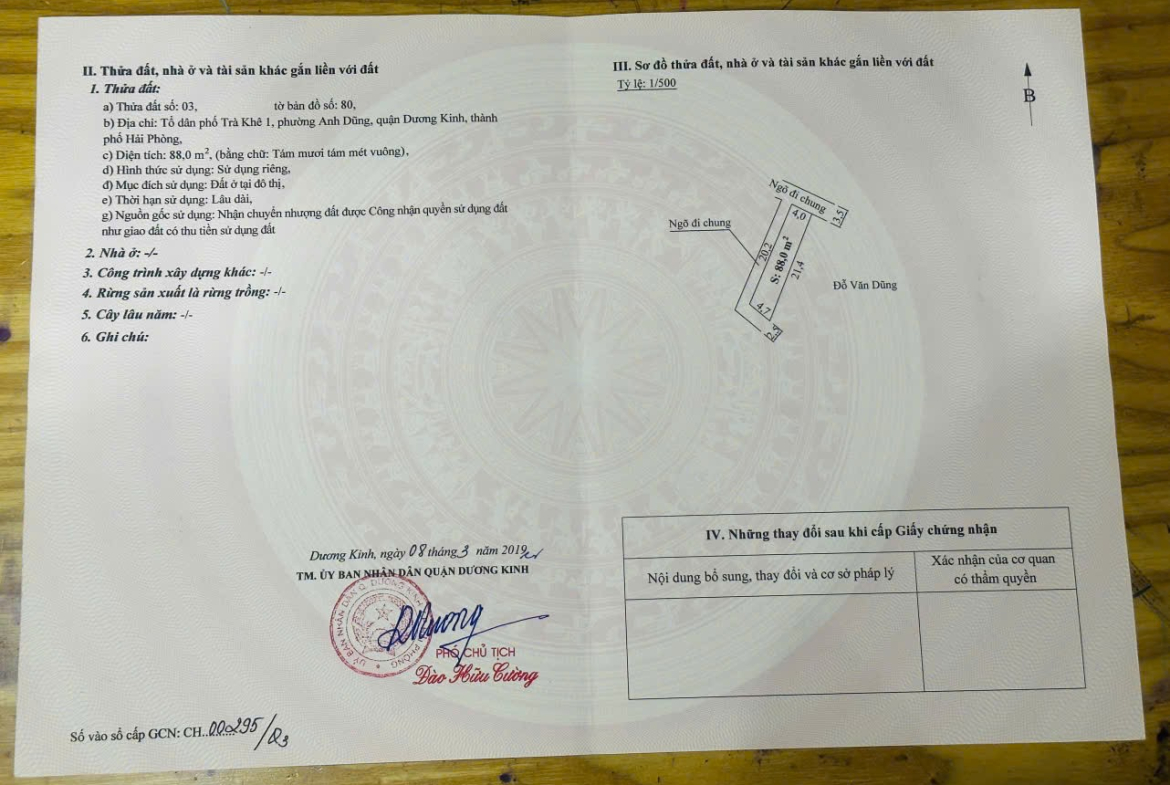 II. Thửa đất, nhà ở và tài sản khác gắn liền với đất
1. Thửa đất:
a) Thửa đất số: 03, tờ bản đồ số: 80,
b) Địa chỉ: Tổ dân phố Trà Khê 1, phường Anh Dũng, quận Dương Kinh, thành
phố Hải Phòng,
c) Diện tích: 88,0 m², (bằng chữ: Tám mươi tám mét vuông),
d) Hình thức sử dụng: Sử dụng riêng,
đ) Mục đích sử dụng: Đất ở tại đô thị,
e) Thời hạn sử dụng: Lâu dài,
g) Nguồn gốc sử dụng: Nhận chuyển nhượng đất được Công nhận quyền sử dụng đất
như giao đất có thu tiền sử dụng đất
2. Nhà ở: -/-
3. Công trình xây dựng khác: -/-
4. Rừng sản xuất là rừng trồng: -/-
5. Cây lâu năm: -/-
6. Ghi chú:
Dương Kinh, ngày 08 tháng 3 năm 2019
TM. ỦY BAN NHÂN DÂN QUẬN DƯƠNG KINH
PHÓ CHỦ TỊCH
Đào Hữu Cường
Số vào sổ cấp GCN: CH..00295/
III. Sơ đồ thửa đất, nhà ở và tài sản khác gắn liền với đất
Tỷ lệ: 1/500
B
Ngõ đi chung
3,5
4,0
Ngõ đi chung
20,2
S: 88,0 m²
21,4
Đỗ Văn Dũng
4,7
IV. Những thay đổi sau khi cấp Giấy chứng nhận
Nội dung bổ sung, thay đổi và cơ sở pháp lý
Xác nhận của cơ quan
có thẩm quyền